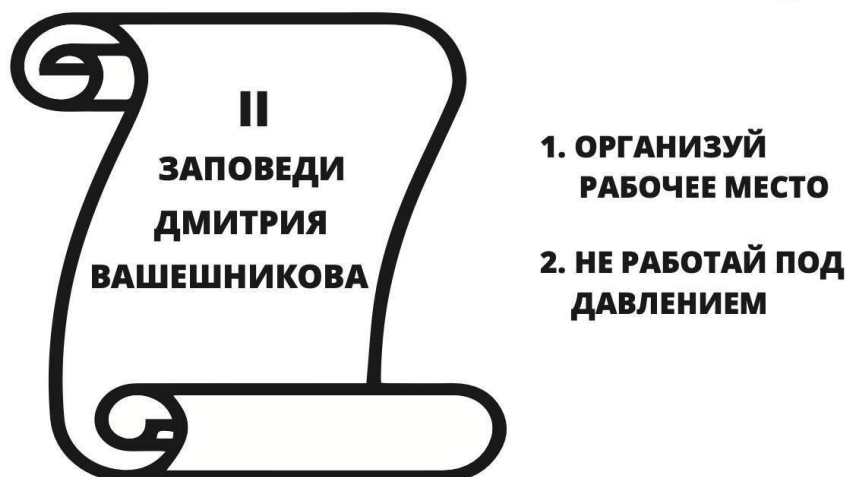 II
ЗАПОВЕДИ
ДМИТРИЯ
ВАШЕШНИКОВА
1. ОРГАНИЗУЙ
РАБОЧЕЕ МЕСТО
2. НЕ РАБОТАЙ ПОД
ДАВЛЕНИЕМ